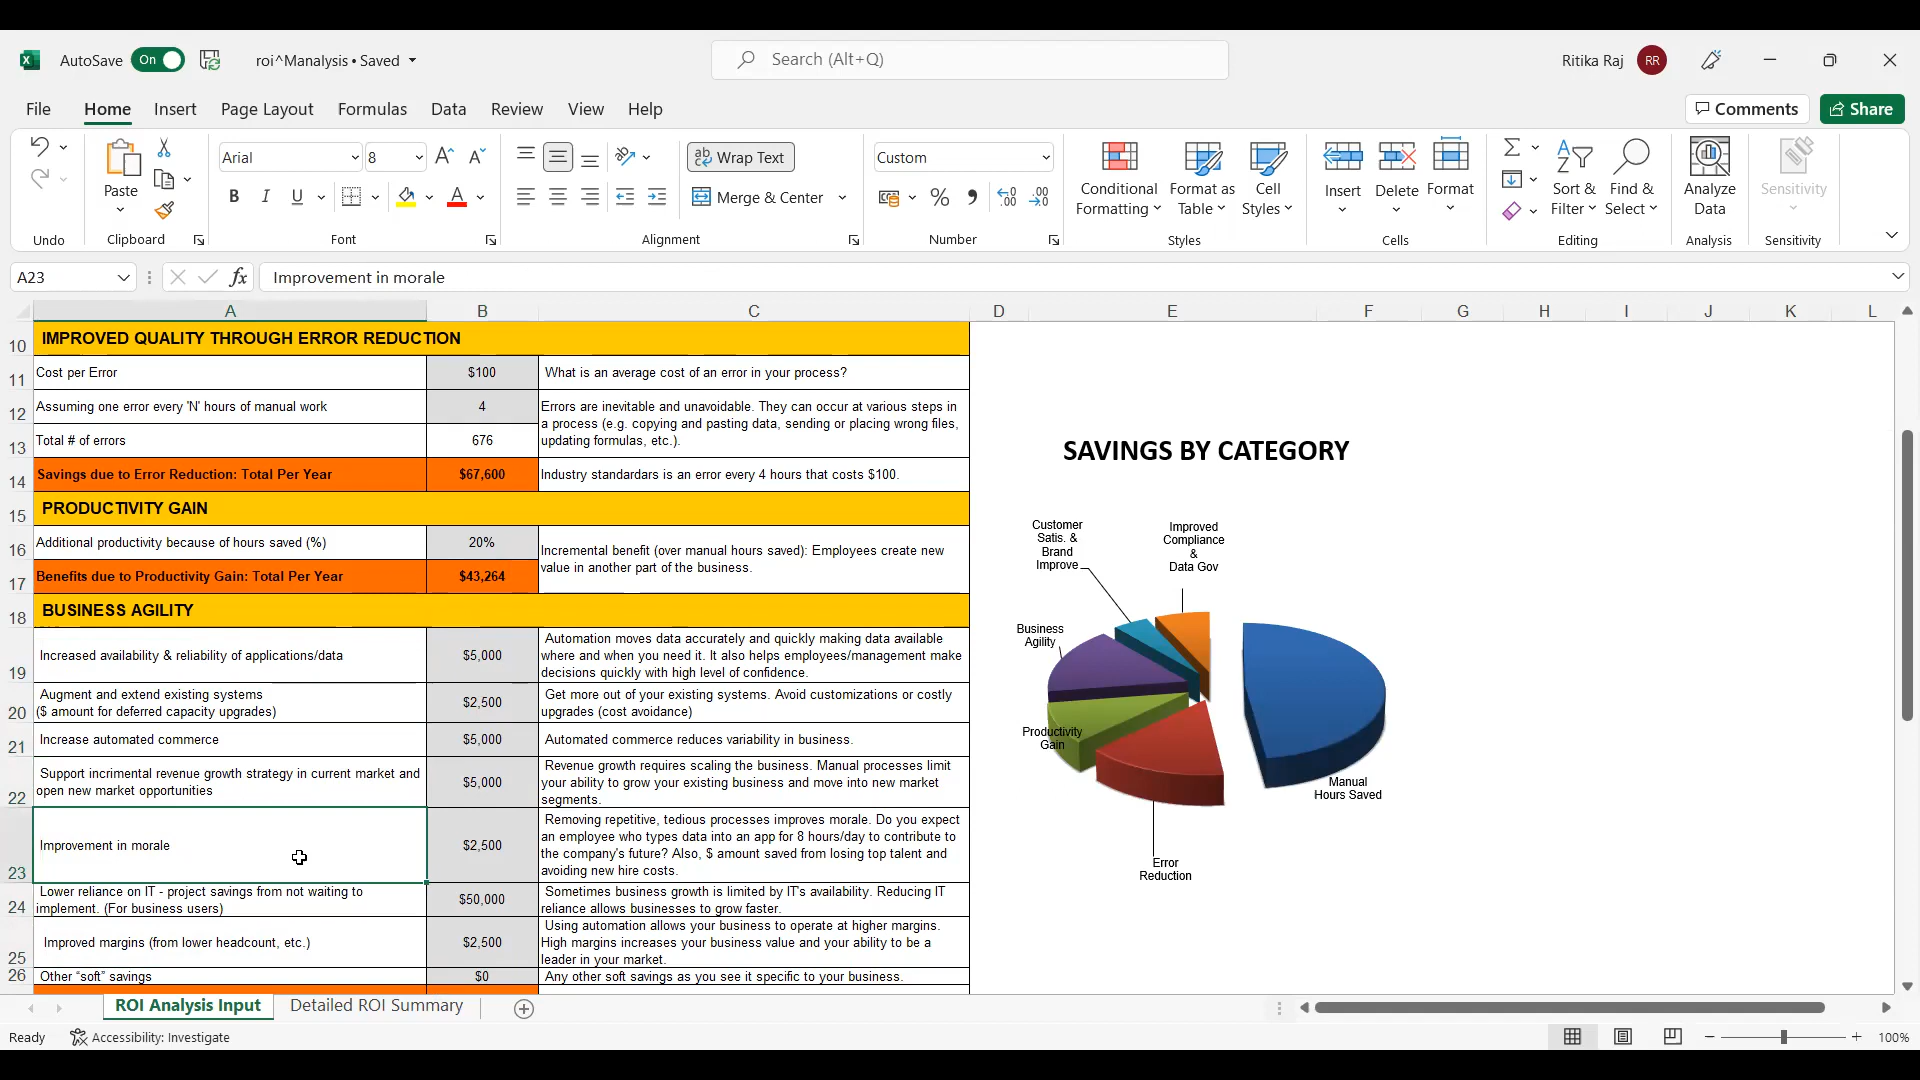 AutoSave On roi^Manalysis • Saved Search (Alt+Q) Ritika Raj RR
File Home Insert Page Layout Formulas Data Review View Help Comments Share
Paste
Arial 8
B I U
ab Wrap Text
Merge & Center
Custom
Conditional Formatting
Format as Table
Cell Styles
Insert Delete Format
Sort & Filter
Find & Select
Analyze Data
Sensitivity
Undo Clipboard Font Alignment Number Styles Cells Editing Analysis Sensitivity
A23 fx Improvement in morale
A B C D E F G H I J K L
10 IMPROVED QUALITY THROUGH ERROR REDUCTION
11 Cost per Error $100 What is an average cost of an error in your process?
12 Assuming one error every 'N' hours of manual work 4 Errors are inevitable and unavoidable. They can occur at various steps in
a process (e.g. copying and pasting data, sending or placing wrong files,
13 Total # of errors 676 updating formulas, etc.).
14 Savings due to Error Reduction: Total Per Year $67,600 Industry standardars is an error every 4 hours that costs $100.
15 PRODUCTIVITY GAIN
16 Additional productivity because of hours saved (%) 20% Incremental benefit (over manual hours saved): Employees create new
17 Benefits due to Productivity Gain: Total Per Year $43,264 value in another part of the business.
18 BUSINESS AGILITY
19 Increased availability & reliability of applications/data $5,000 Automation moves data accurately and quickly making data available
where and when you need it. It also helps employees/management make
decisions quickly with high level of confidence.
20 Augment and extend existing systems
($ amount for deferred capacity upgrades) $2,500 Get more out of your existing systems. Avoid customizations or costly
upgrades (cost avoidance)
21 Increase automated commerce $5,000 Automated commerce reduces variability in business.
22 Support incrimental revenue growth strategy in current market and
open new market opportunities $5,000 Revenue growth requires scaling the business. Manual processes limit
your ability to grow your existing business and move into new market
segments.
23 Improvement in morale $2,500 Removing repetitive, tedious processes improves morale. Do you expect
an employee who types data into an app for 8 hours/day to contribute to
the company's future? Also, $ amount saved from losing top talent and
avoiding new hire costs.
24 Lower reliance on IT - project savings from not waiting to
implement. (For business users) $50,000 Sometimes business growth is limited by IT's availability. Reducing IT
reliance allows businesses to grow faster.
25 Improved margins (from lower headcount, etc.) $2,500 Using automation allows your business to operate at higher margins.
High margins increases your business value and your ability to be a
leader in your market.
26 Other “soft” savings $0 Any other soft savings as you see it specific to your business.
SAVINGS BY CATEGORY
Customer
Satis. &
Brand
Improve
Improved
Compliance
&
Data Gov
Business
Agility
Productivity
Gain
Manual
Hours Saved
Error
Reduction
ROI Analysis Input Detailed ROI Summary
Ready Accessibility: Investigate 100%